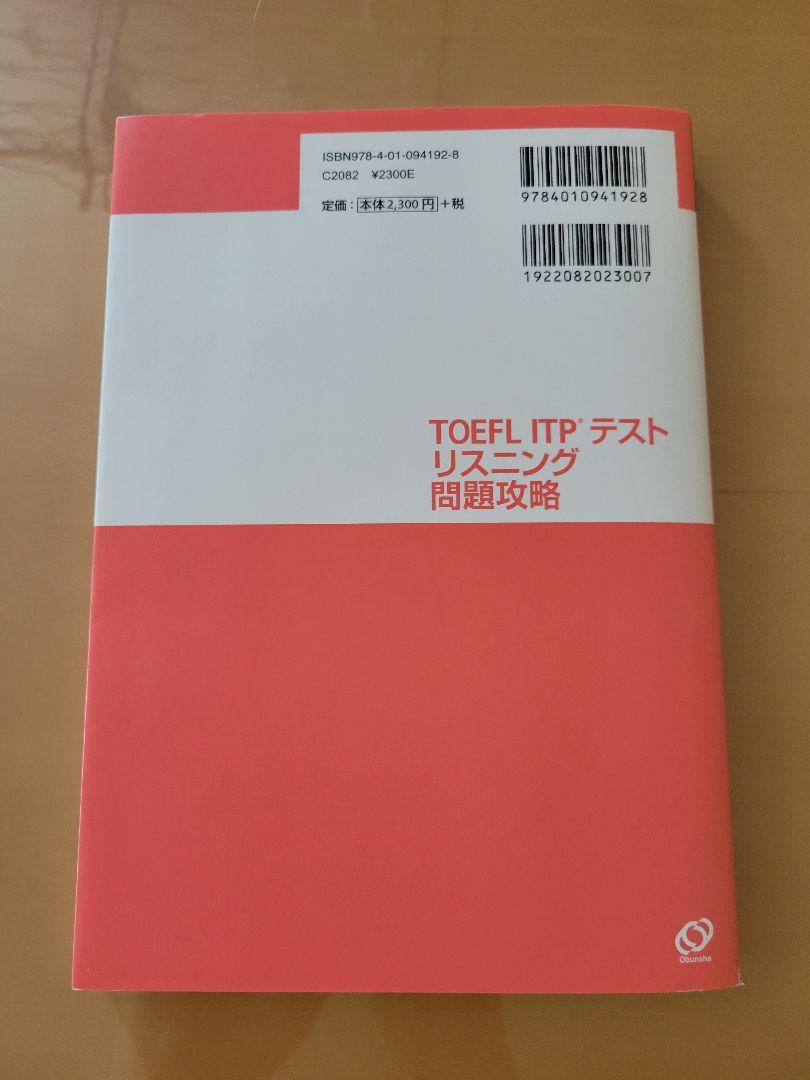 ISBN978-4-01-094192-8
C2082 ¥2300E
定価：本体2,300円+税
9784010941928
1922082023007
TOEFL ITP®テスト
リスニング
問題攻略
Obunsha